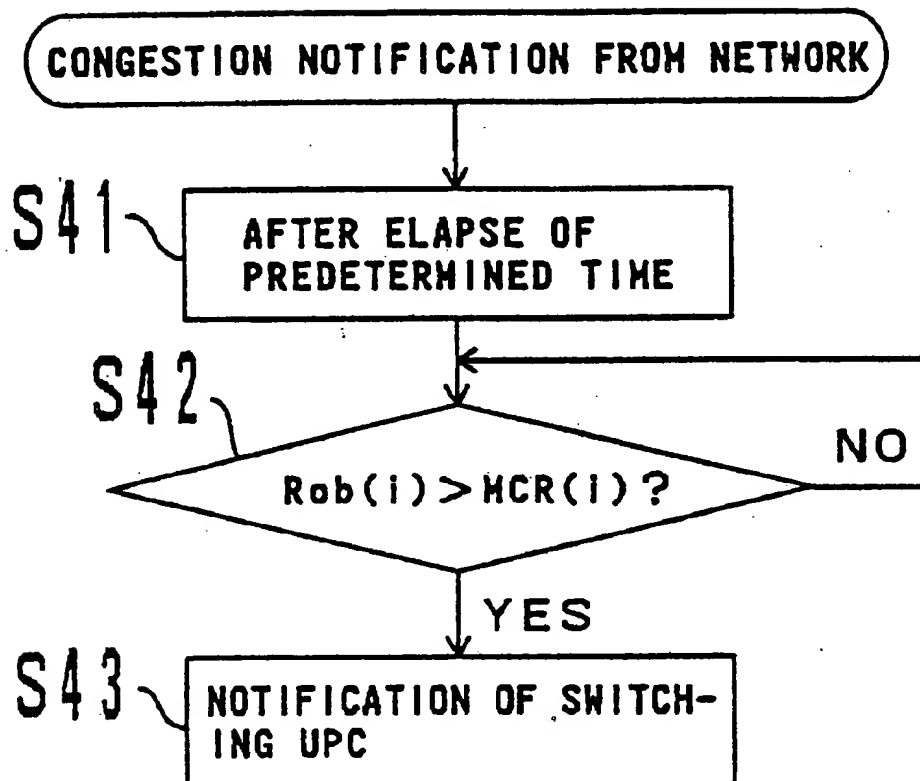 CONGESTION NOTIFICATION FROM NETWORK
S41
AFTER ELAPSE OF
PREDETERMINED TIME
S42
NO
Rob(i)>MCR(i)?
YES
S43
NOTIFICATION OF SWITCH-
ING UPC